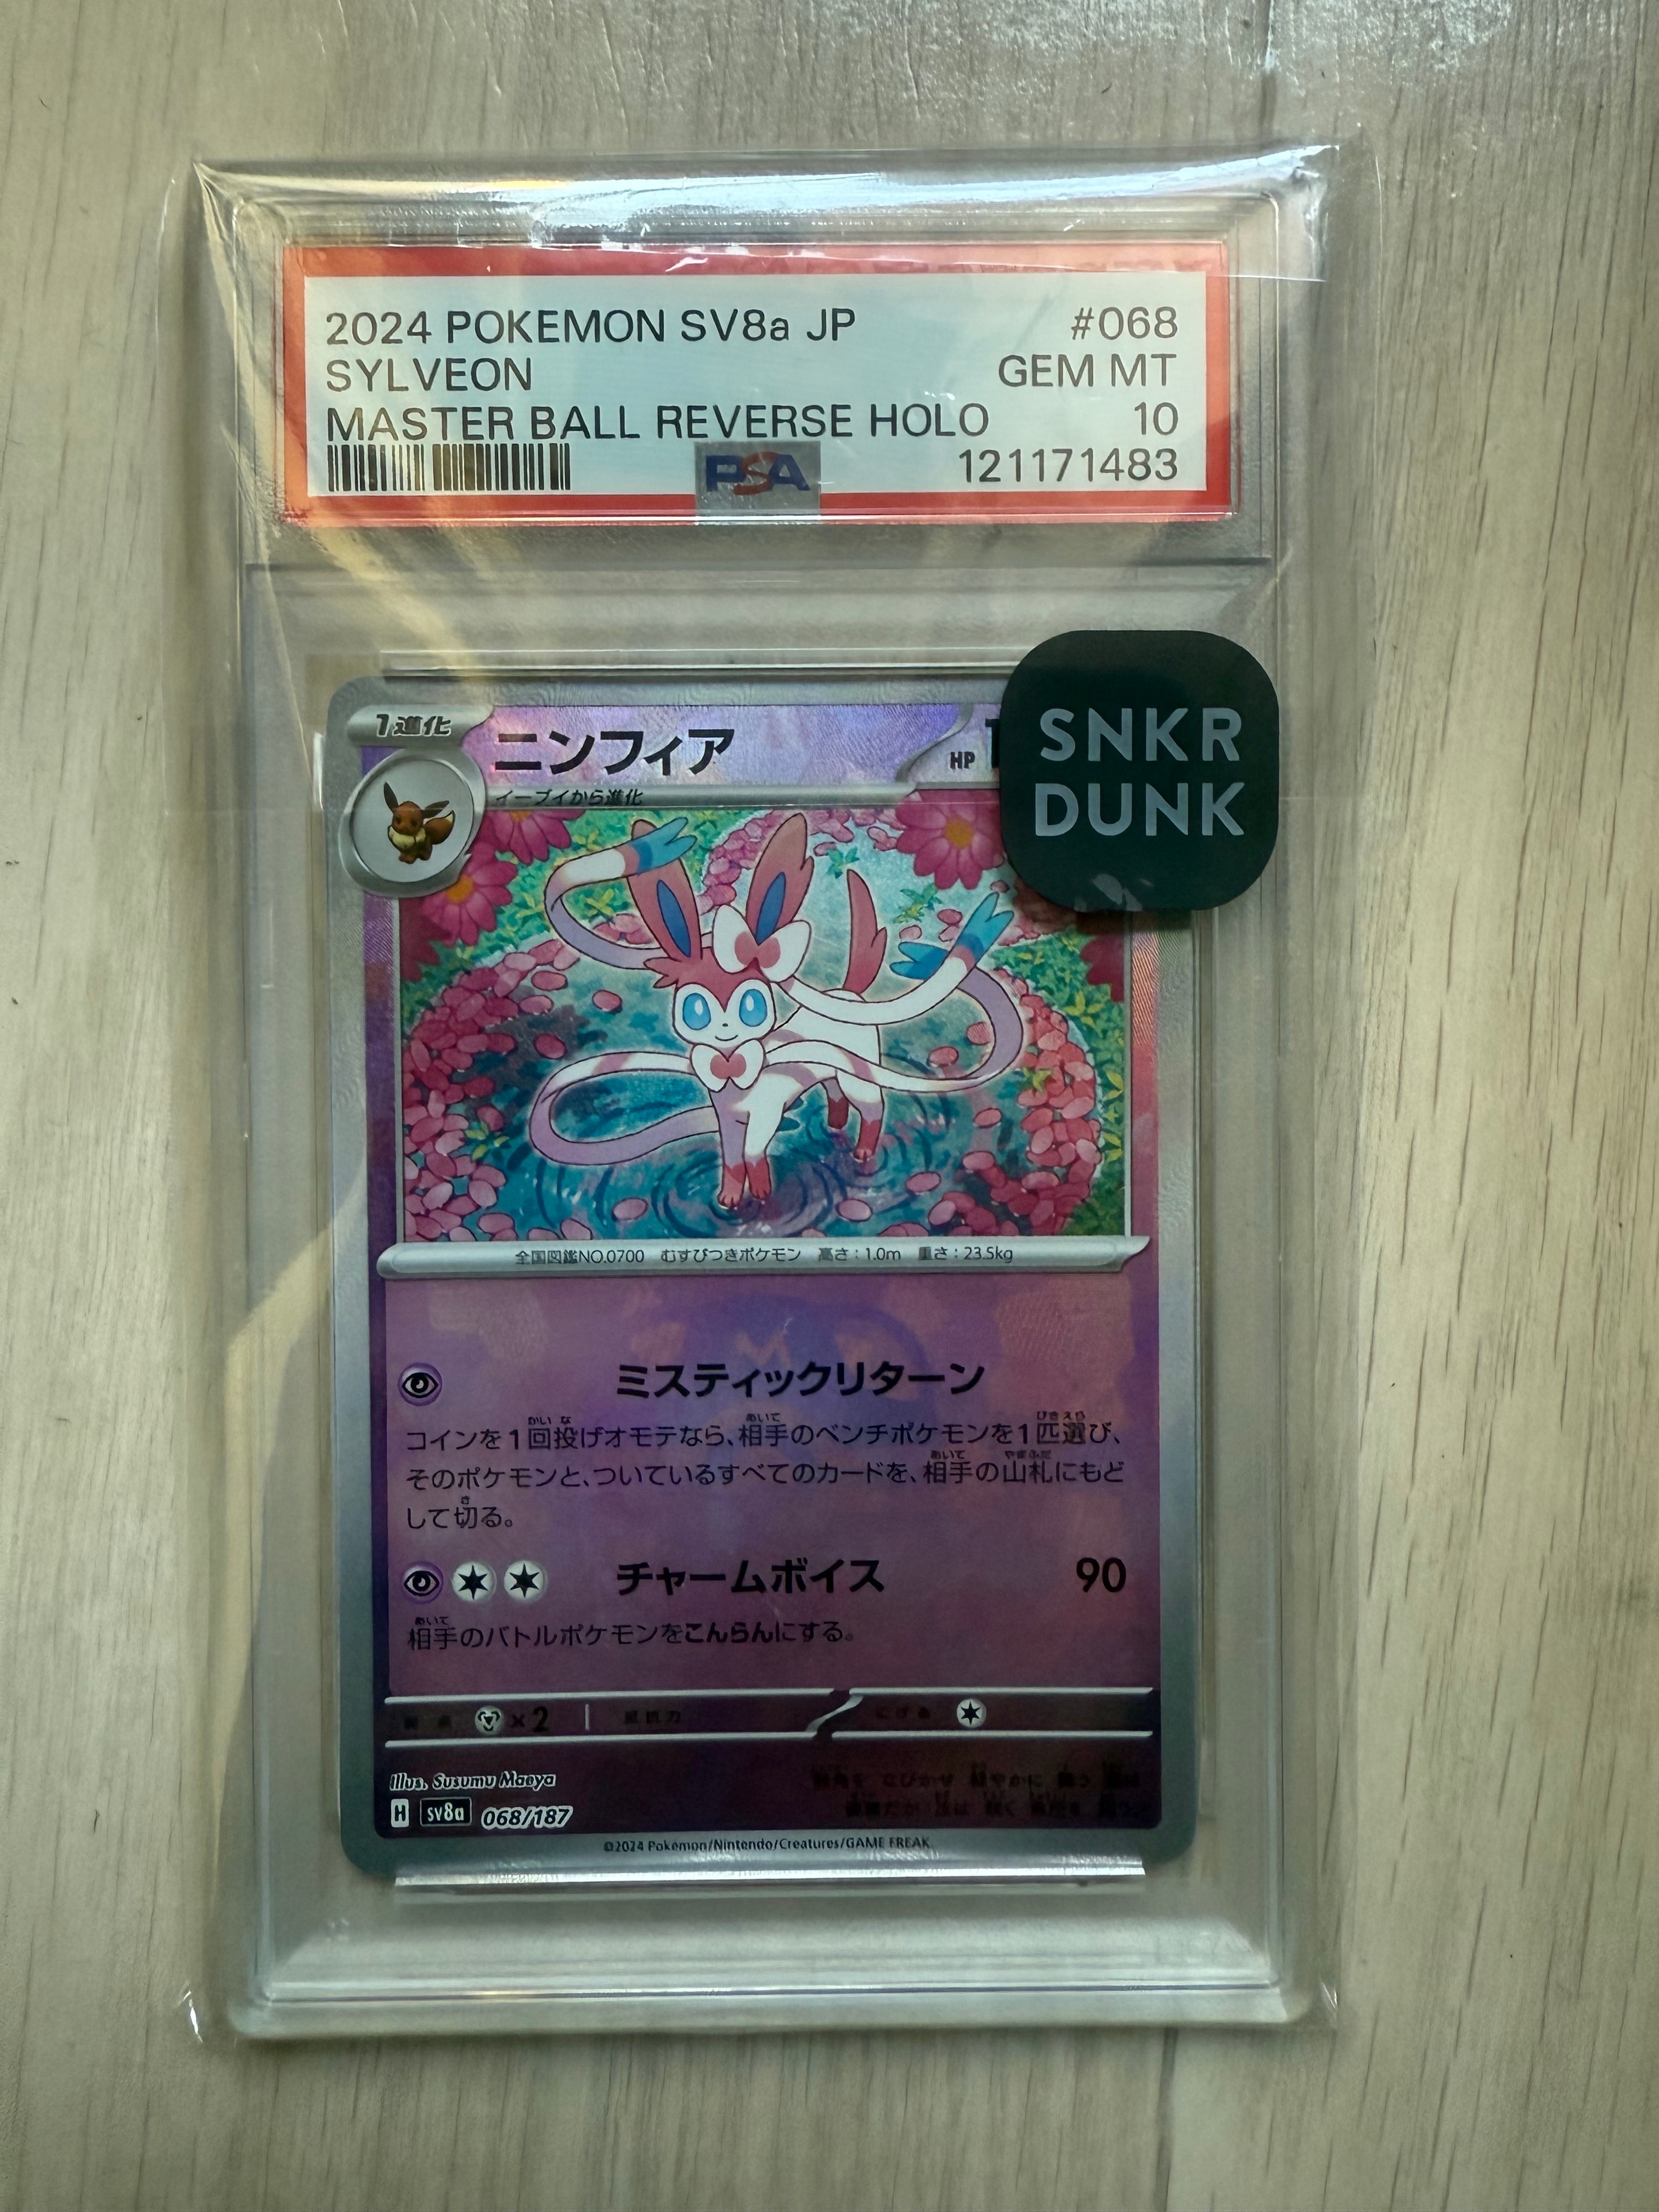 2024 POKEMON SV8a JP #068
SYLVEON GEM MT
MASTER BALL REVERSE HOLO 10
PSA 121171483
1進化 ニンフィア HP
SNKR
DUNK
イーブイから進化
全国図鑑NO.0700 むすびつきポケモン 高さ:1.0m 重さ:23.5kg
ミスティックリターン
コインを1回投げオモテなら、相手のベンチポケモンを1匹選び、
そのポケモンと、ついているすべてのカードを、相手の山札にもど
して切る。
チャームボイス 90
相手のバトルポケモンをこんらんにする。
×2 抵抗力 にげる
Illus. Susumu Maeya
H SV8a 068/187
©2024 Pokémon/Nintendo/Creatures/GAME FREAK.